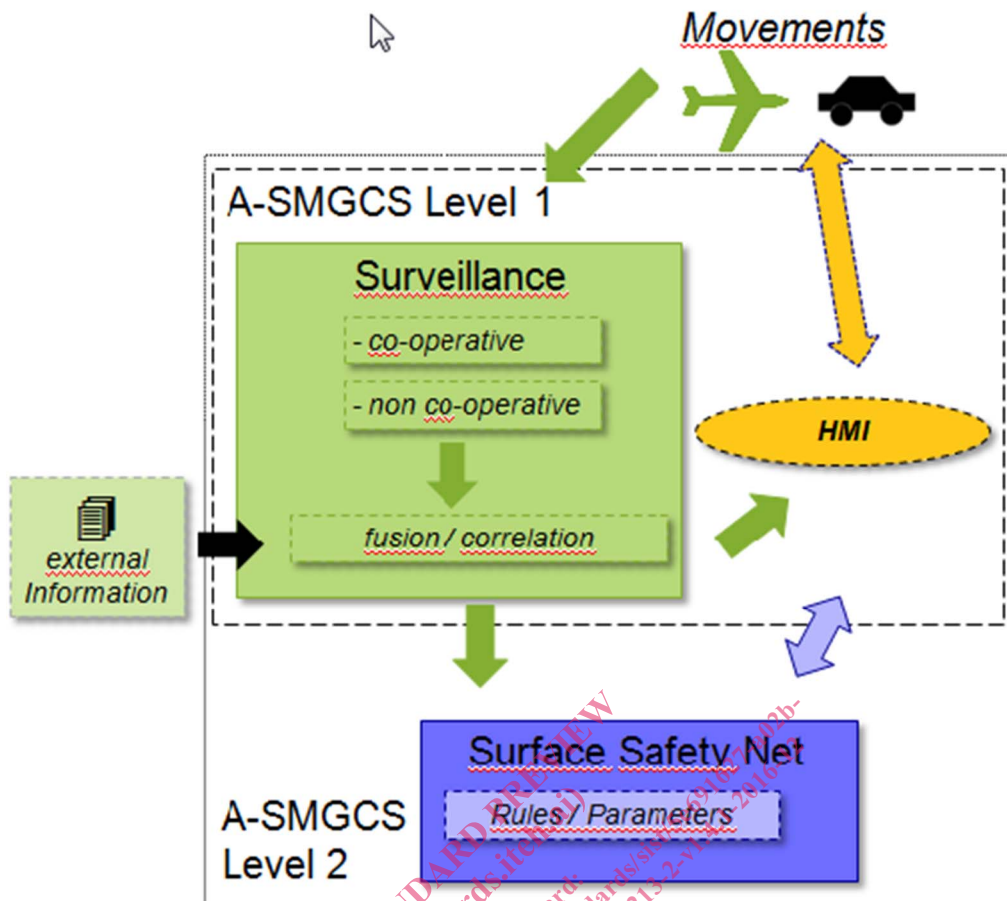 Movements
A-SMGCS Level 1
Surveillance
- co-operative
- non co-operative
HMI
fusion / correlation
external
Information
Surface Safety Net
Rules / Parameters
A-SMGCS
Level 2